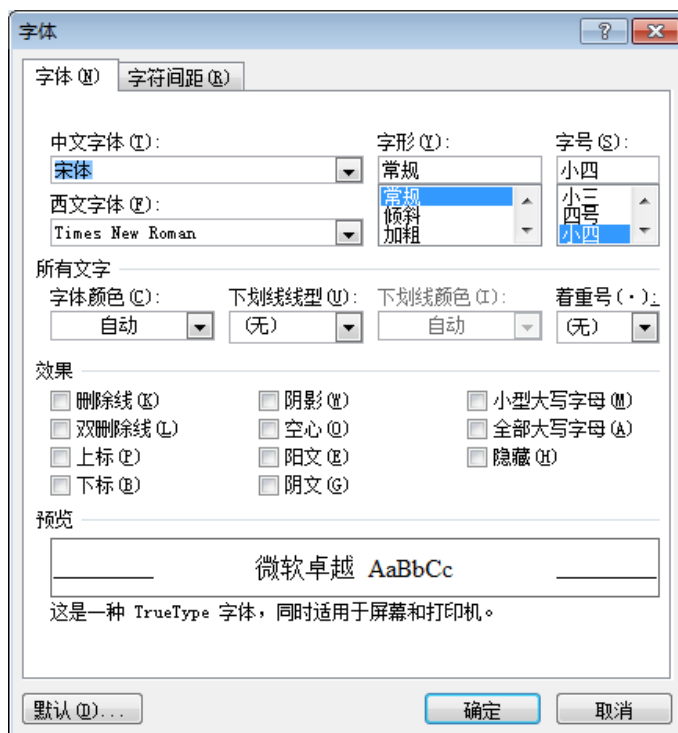 字体
字体(N) 字符间距(R)
中文字体(T): 字形(Y): 字号(S):
宋体 常规 小四
常规 小三
西文字体(F): 倾斜 四号
Times New Roman 加粗 小四
所有文字
字体颜色(C): 下划线线型(U): 下划线颜色(I): 着重号(·):
自动 (无) 自动 (无)
效果
删除线(K) 阴影(W) 小型大写字母(M)
双删除线(L) 空心(O) 全部大写字母(A)
上标(P) 阳文(E) 隐藏(H)
下标(B) 阴文(G)
预览
微软卓越 AaBbCc
这是一种 TrueType 字体，同时适用于屏幕和打印机。
默认(D)... 确定 取消